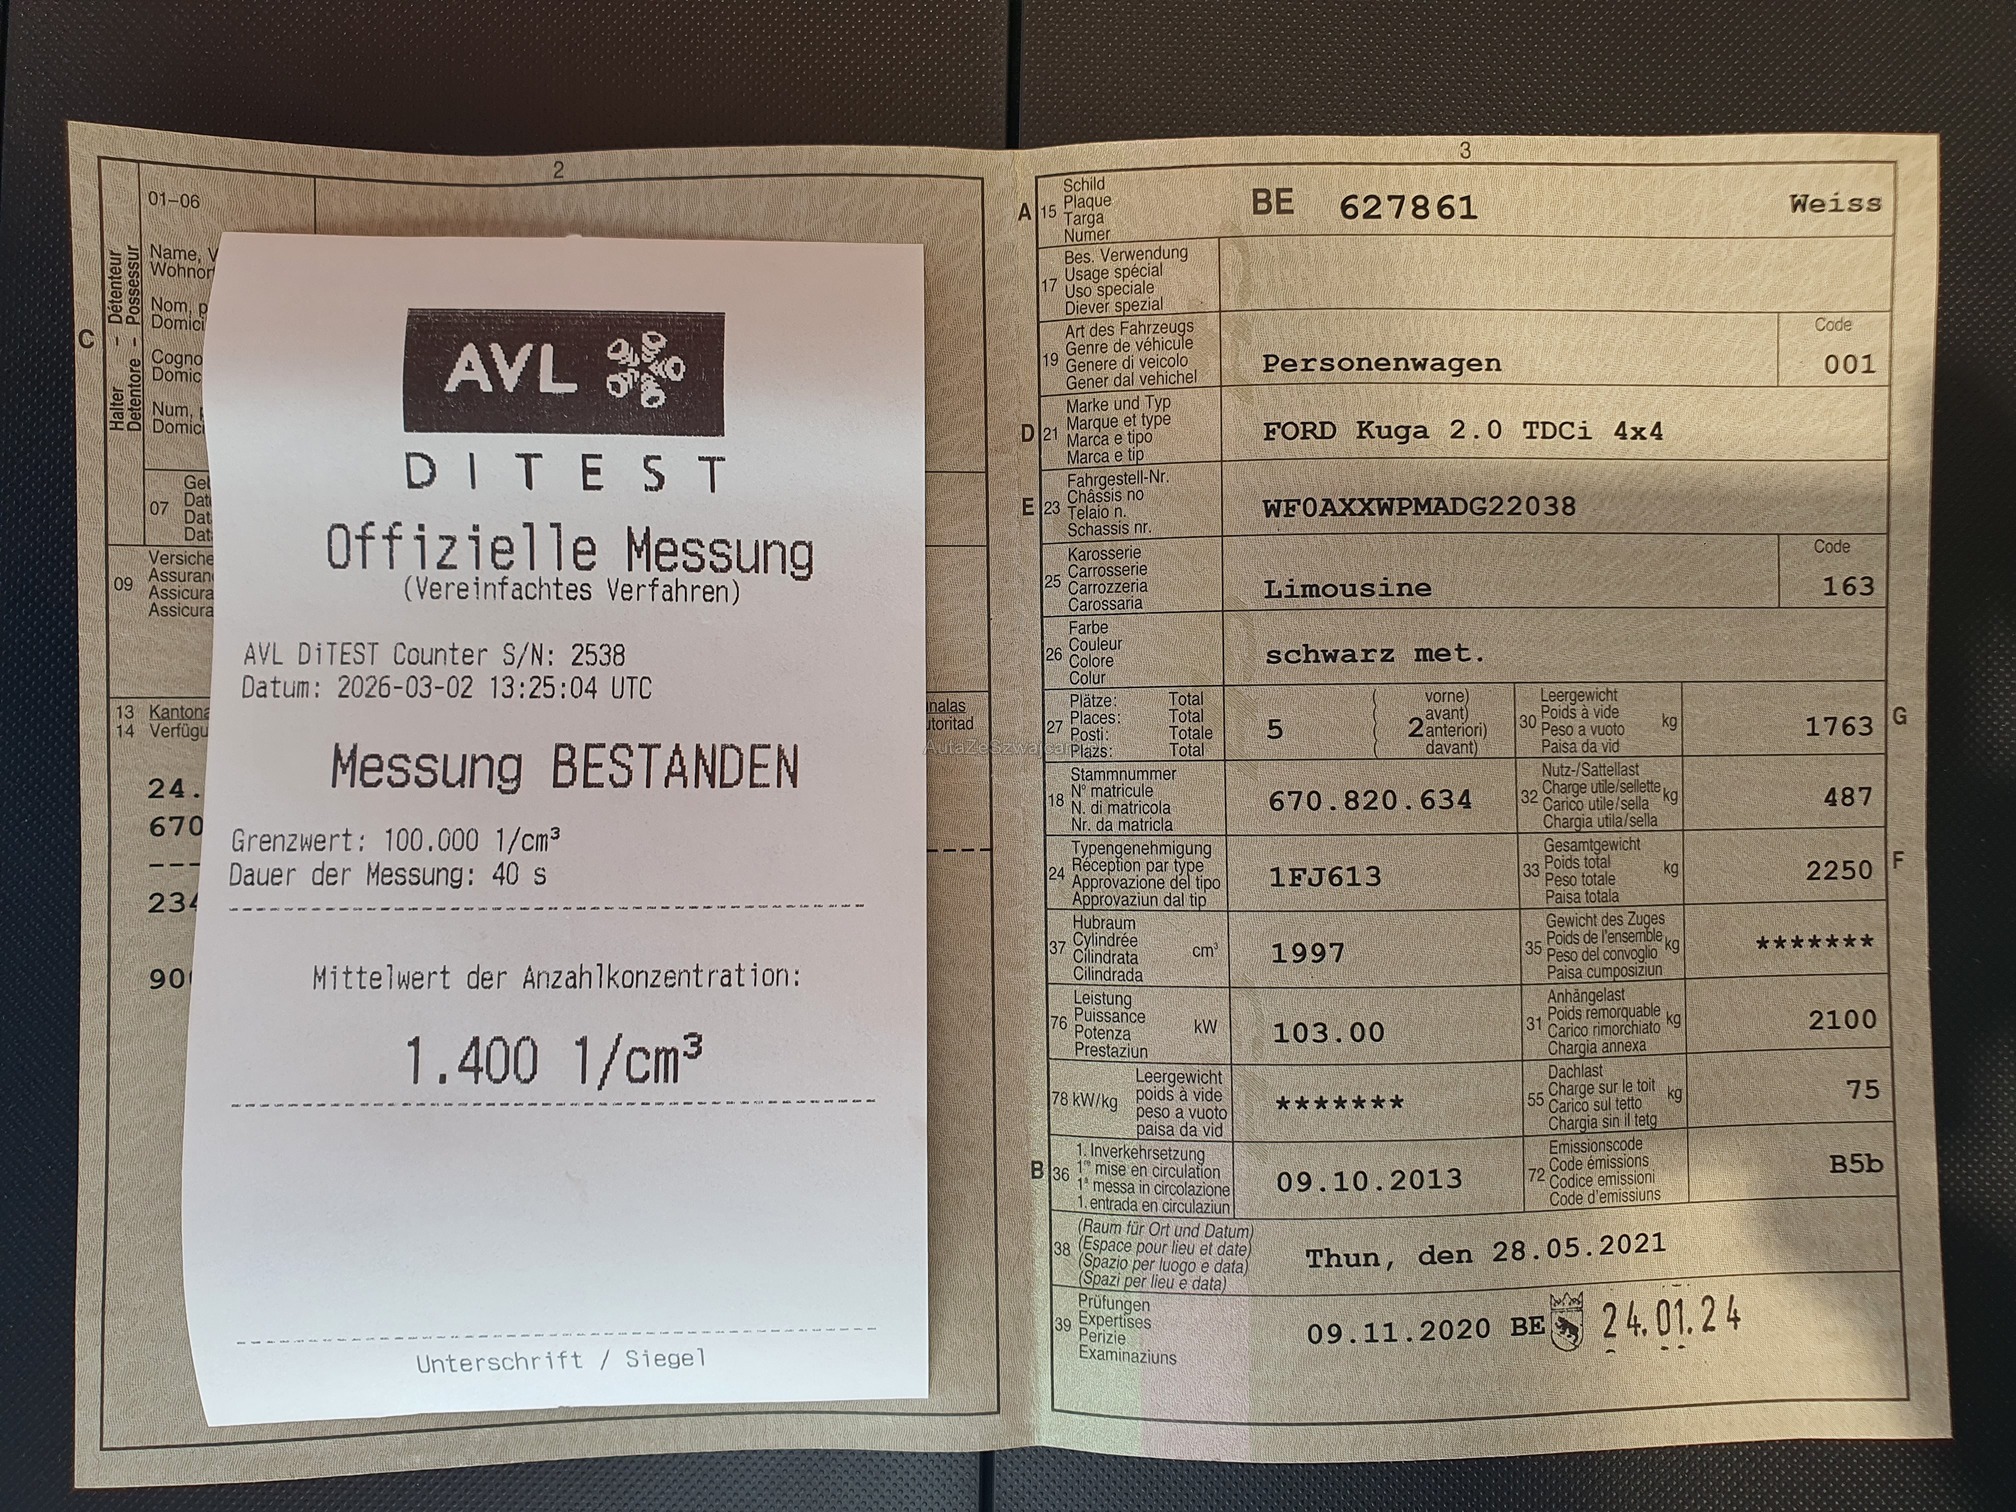 2
01-06
Name, V
Wohnor
Nom, p
Domici
Cogno
Domic
Num,
Domic
C
Halter - Détenteur
Detentore - Possessur
07
Gel
Dat
Dat
Dat
09
Versiche
Assuran
Assicura
Assicura
13 Kantona
14 Verfügu
nalas
utoritad
24.
670
234
90
AVL
DITEST
Offizielle Messung
(Vereinfachtes Verfahren)
AVL DiTEST Counter S/N: 2538
Datum: 2026-03-02 13:25:04 UTC
Messung BESTANDEN
Grenzwert: 100.000 1/cm³
Dauer der Messung: 40 s
Mittelwert der Anzahlkonzentration:
1.400 1/cm³
Unterschrift / Siegel
3
A 15
Schild
Plaque
Targa
Numer
BE 627861 Weiss
17
Bes. Verwendung
Usage spécial
Uso speciale
Diever spezial
19
Art des Fahrzeugs
Genre de véhicule
Genere di veicolo
Gener dal vehichel
Personenwagen
Code
001
D 21
Marke und Typ
Marque et type
Marca e tipo
Marca e tip
FORD Kuga 2.0 TDCi 4x4
E 23
Fahrgestell-Nr.
Châssis no
Telaio n.
Schassis nr.
WF0AXXWPMADG22038
25
Karosserie
Carrosserie
Carrozzeria
Carossaria
Limousine
Code
163
26
Farbe
Couleur
Colore
Colur
schwarz met.
27
Plätze: Total
Places: Total
Posti: Totale
Plazs: Total
5
2
vorne)
avant)
anteriori)
davant)
30
Leergewicht
Poids à vide
Peso a vuoto
Paisa da vid
kg
1763
G
18
Stammnummer
N° matricule
N. di matricola
Nr. da matricla
670.820.634
32
Nutz-/Sattellast
Charge utile/sellette
Carico utile/sella
Chargia utila/sella
kg
487
24
Typengenehmigung
Réception par type
Approvazione del tipo
Approvaziun dal tip
1FJ613
33
Gesamtgewicht
Poids total
Peso totale
Paisa totala
kg
2250
F
37
Hubraum
Cylindrée
Cilindrata
Cilindrada
cm³
1997
35
Gewicht des Zuges
Poids de l'ensemble
Peso del convoglio
Paisa cumposiziun
kg
*******
76
Leistung
Puissance
Potenza
Prestaziun
kW
103.00
31
Anhängelast
Poids remorquable
Carico rimorchiato
Chargia annexa
kg
2100
78 kW/kg
Leergewicht
poids à vide
peso a vuoto
paisa da vid
*******
55
Dachlast
Charge sur le toit
Carico sul tetto
Chargia sin il tetg
kg
75
B 36
1. Inverkehrsetzung
1re mise en circulation
1a messa in circolazione
1. entrada en circulaziun
09.10.2013
72
Emissionscode
Code émissions
Codice emissioni
Code d'emissiuns
B5b
38
(Raum für Ort und Datum)
(Espace pour lieu et date)
(Spazio per luogo e data)
(Spazi per lieu e data)
Thun, den 28.05.2021
39
Prüfungen
Expertises
Perizie
Examinaziuns
09.11.2020 BE 24.01.24